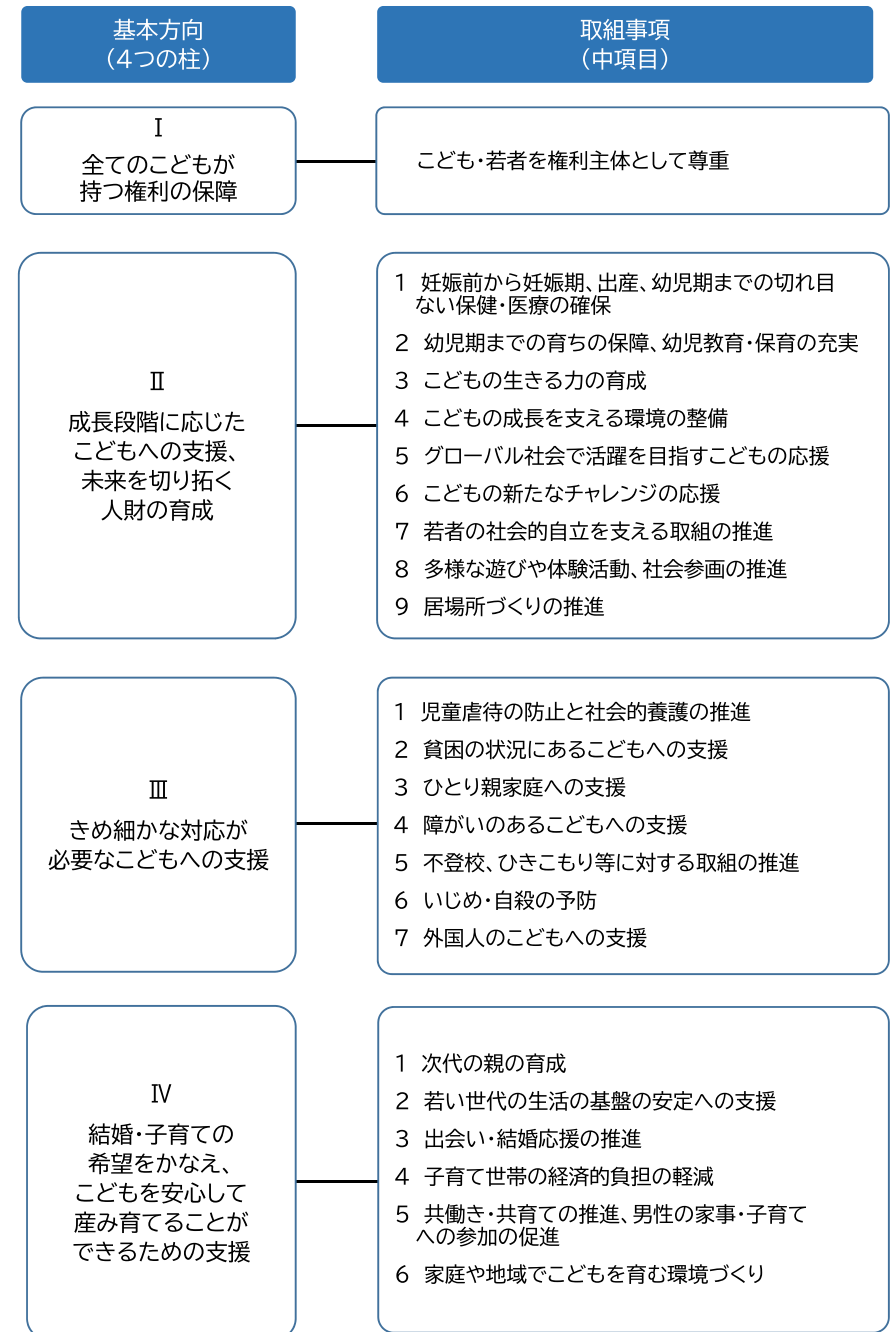 基本方向
（4つの柱）
取組事項
（中項目）
Ⅰ
全てのこどもが
持つ権利の保障
こども・若者を権利主体として尊重
Ⅱ
成長段階に応じた
こどもへの支援、
未来を切り拓く
人財の育成
1 妊娠前から妊娠期、出産、幼児期までの切れ目
ない保健・医療の確保
2 幼児期までの育ちの保障、幼児教育・保育の充実
3 こどもの生きる力の育成
4 こどもの成長を支える環境の整備
5 グローバル社会で活躍を目指すこどもの応援
6 こどもの新たなチャレンジの応援
7 若者の社会的自立を支える取組の推進
8 多様な遊びや体験活動、社会参画の推進
9 居場所づくりの推進
Ⅲ
きめ細かな対応が
必要なこどもへの支援
1 児童虐待の防止と社会的養護の推進
2 貧困の状況にあるこどもへの支援
3 ひとり親家庭への支援
4 障がいのあるこどもへの支援
5 不登校、ひきこもり等に対する取組の推進
6 いじめ・自殺の予防
7 外国人のこどもへの支援
Ⅳ
結婚・子育ての
希望をかなえ、
こどもを安心して
産み育てることが
できるための支援
1 次代の親の育成
2 若い世代の生活の基盤の安定への支援
3 出会い・結婚応援の推進
4 子育て世帯の経済的負担の軽減
5 共働き・共育ての推進、男性の家事・子育て
への参加の促進
6 家庭や地域でこどもを育む環境づくり